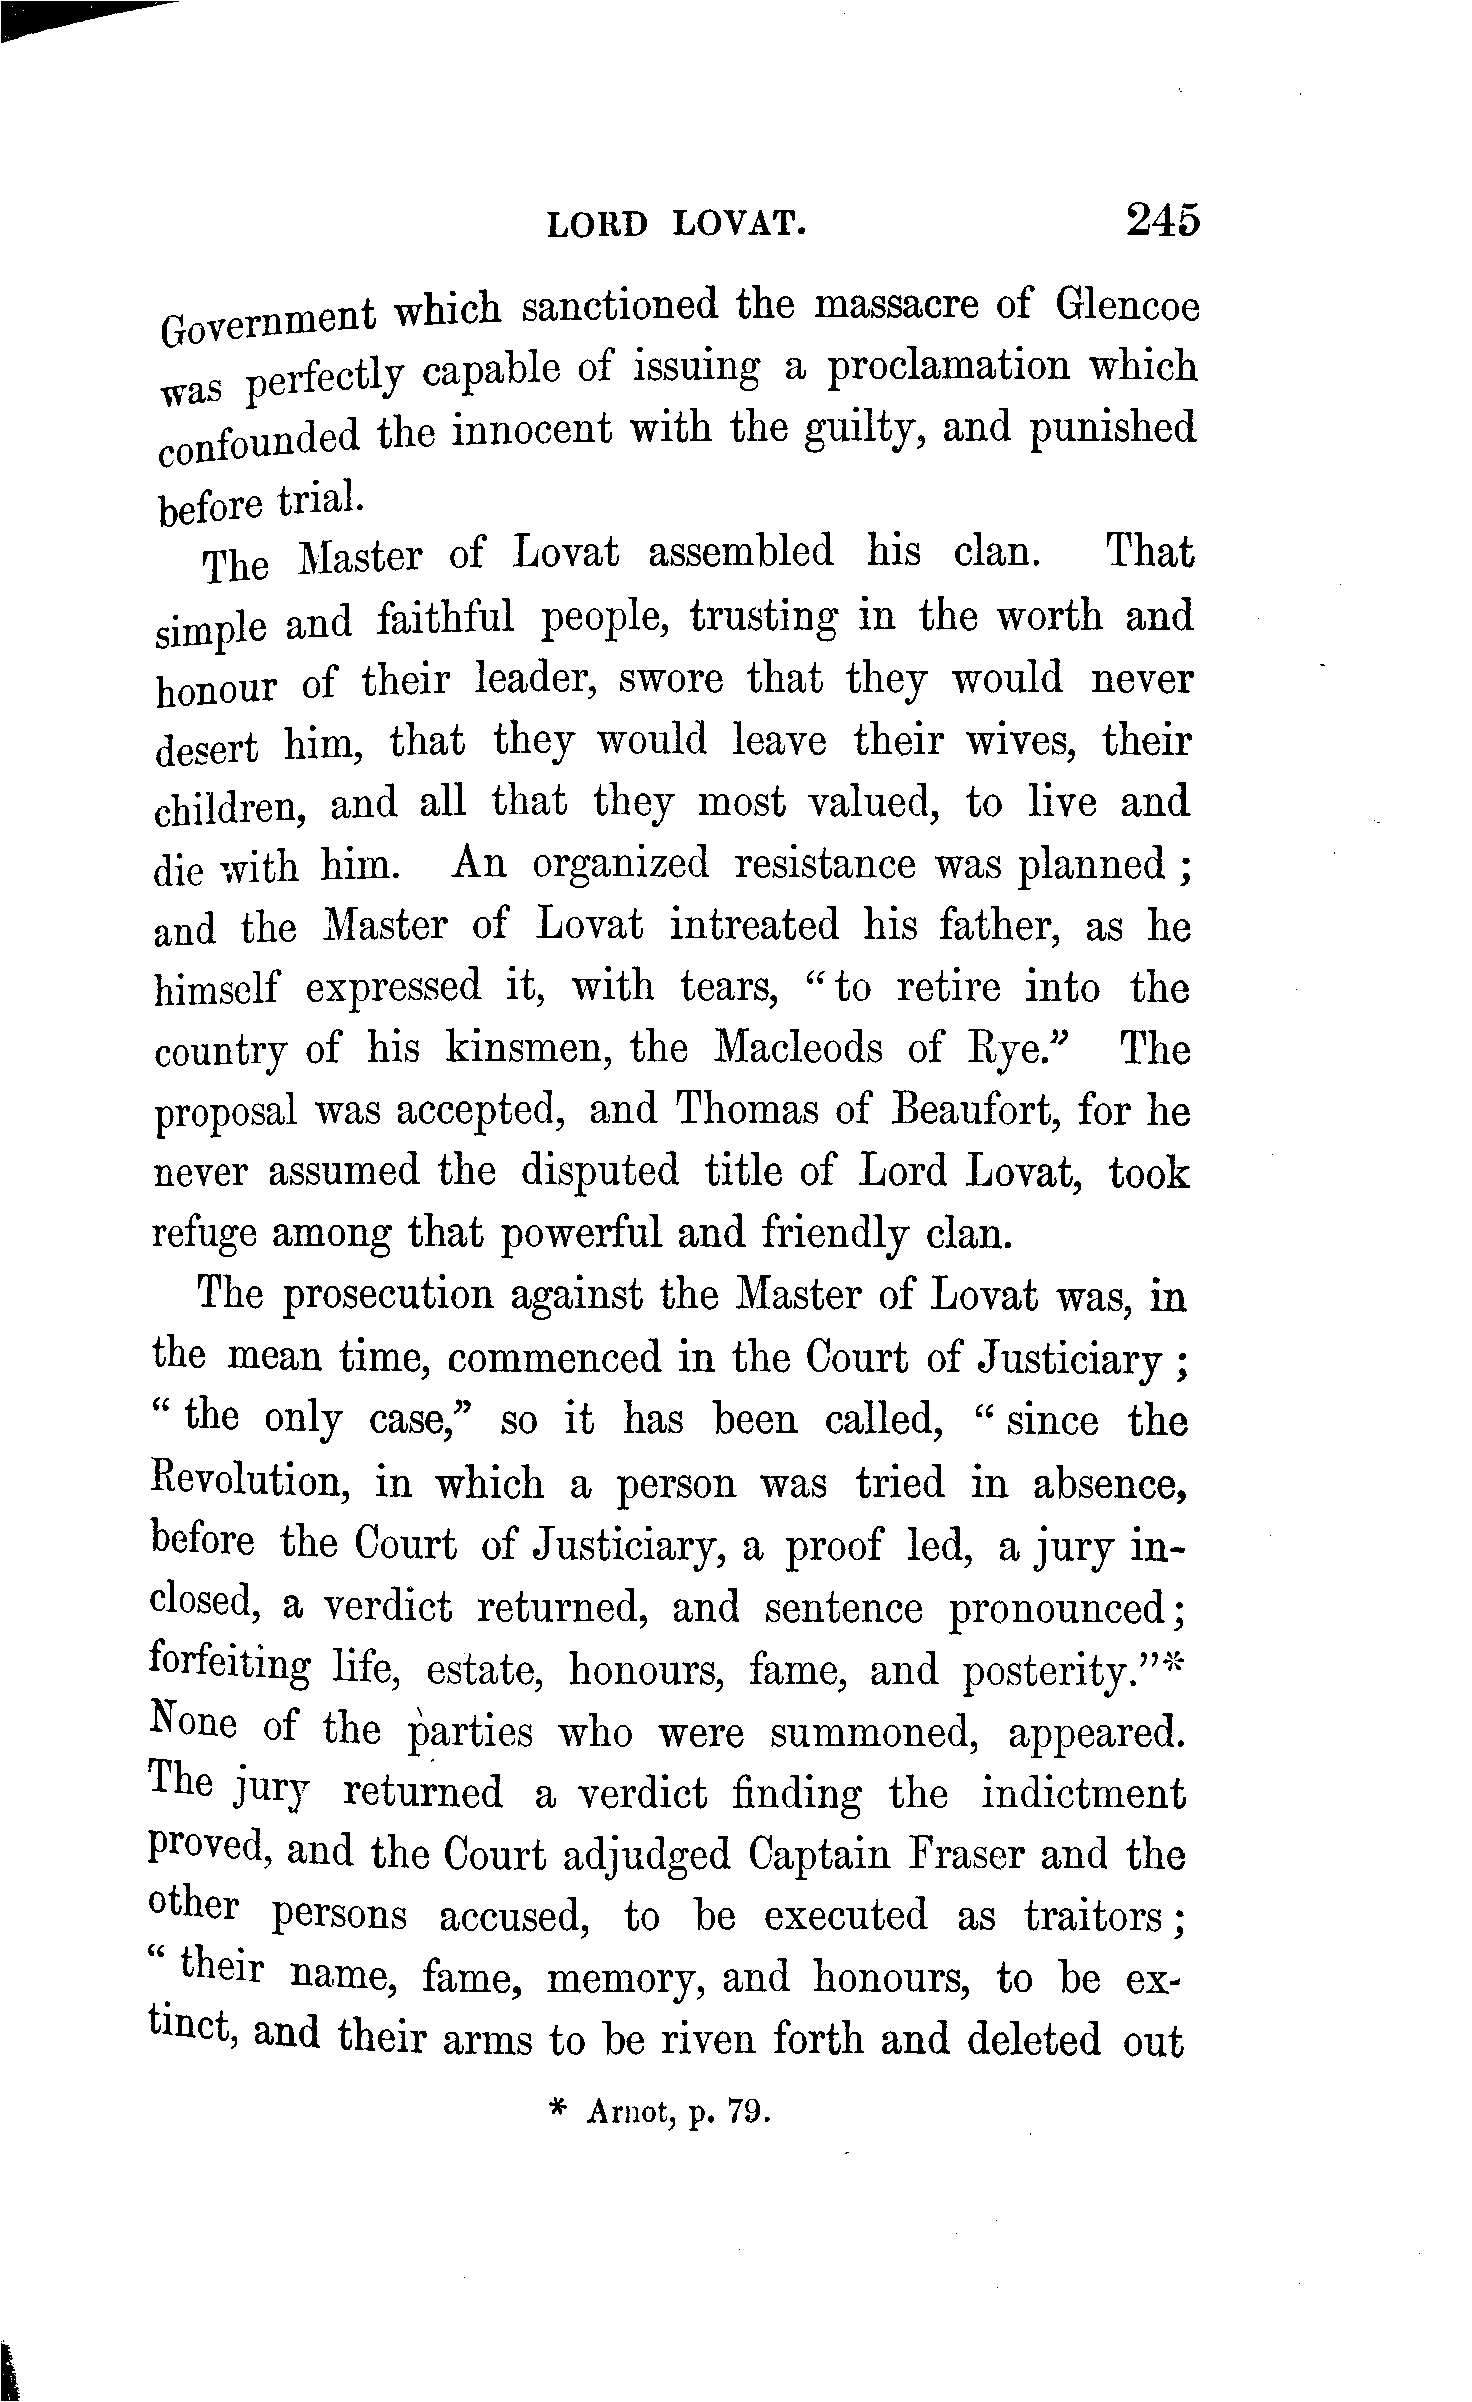 LORD LOVAT. 245
Government which sanctioned the massacre of Glencoe
was perfectly capable of issuing a proclamation which
confounded the innocent with the guilty, and punished
before trial.
The Master of Lovat assembled his clan. That
simple and faithful people, trusting in the worth and
honour of their leader, swore that they would never
desert him, that they would leave their wives, their
children, and all that they most valued, to live and
die with him. An organized resistance was planned ;
and the Master of Lovat intreated his father, as he
himself expressed it, with tears, “ to retire into the
country of his kinsmen, the Macleods of Rye.” The
proposal was accepted, and Thomas of Beaufort, for he
never assumed the disputed title of Lord Lovat, took
refuge among that powerful and friendly clan.
The prosecution against the Master of Lovat was, in
the mean time, commenced in the Court of Justiciary ;
“ the only case,” so it has been called, “ since the
Revolution, in which a person was tried in absence,
before the Court of Justiciary, a proof led, a jury in-
closed, a verdict returned, and sentence pronounced ;
forfeiting life, estate, honours, fame, and posterity.”*
None of the parties who were summoned, appeared.
The jury returned a verdict finding the indictment
proved, and the Court adjudged Captain Fraser and the
other persons accused, to be executed as traitors ;
“ their name, fame, memory, and honours, to be ex-
tinct, and their arms to be riven forth and deleted out
* Arnot, p. 79.